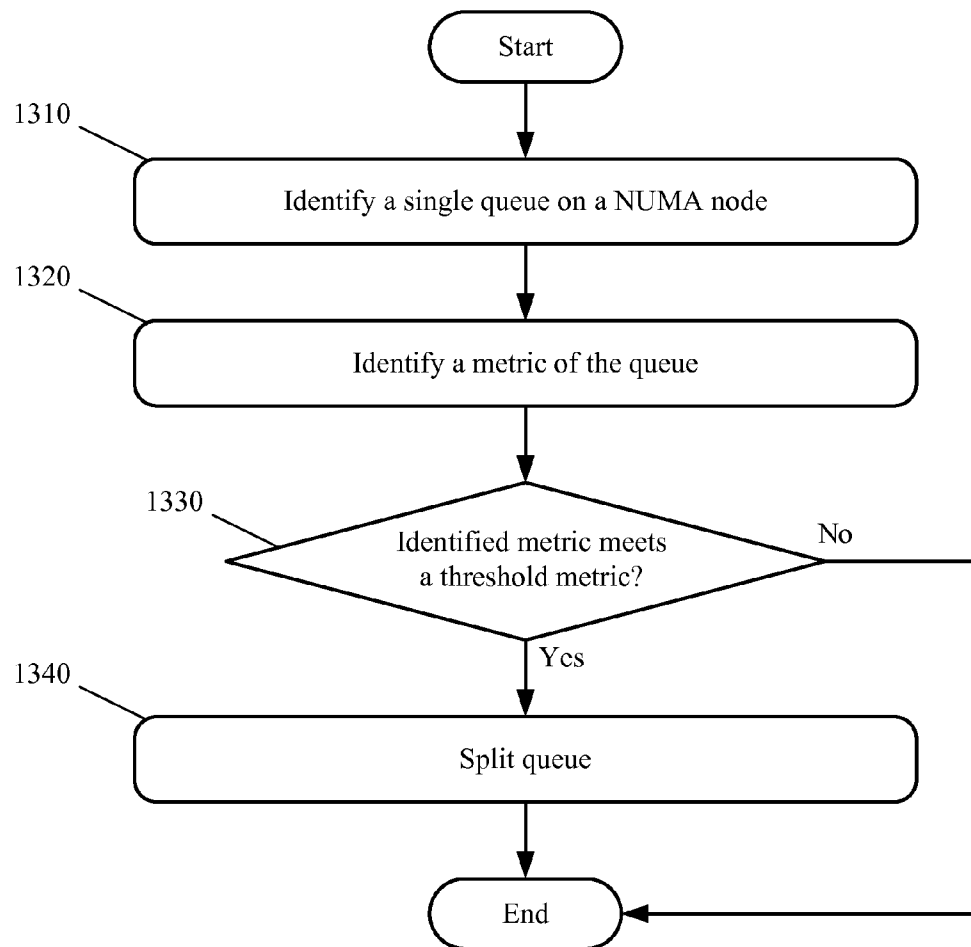 Start
1310
Identify a single queue on a NUMA node
1320
Identify a metric of the queue
1330
Identified metric meets
a threshold metric?
No
Yes
1340
Split queue
End